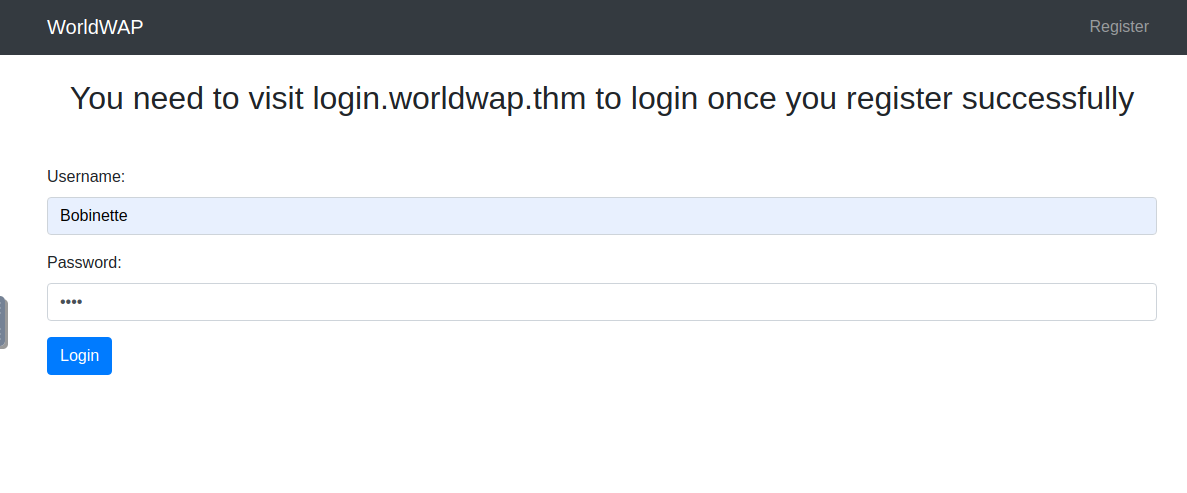 WorldWAP Register
You need to visit login.worldwap.thm to login once you register successfully
Username:
Bobinette
Password:
••••
Login